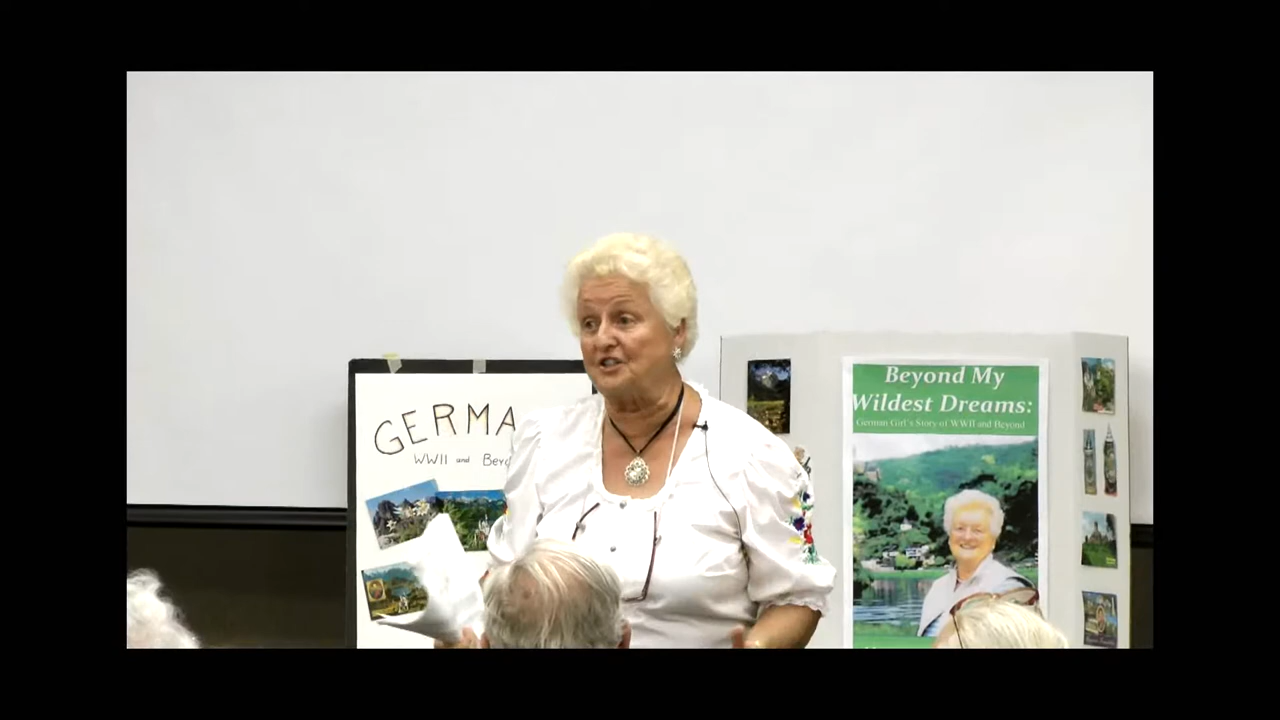 GERMA
WWII and Beyo
Beyond My
Wildest Dreams:
German Girl's Story of WWII and Beyond